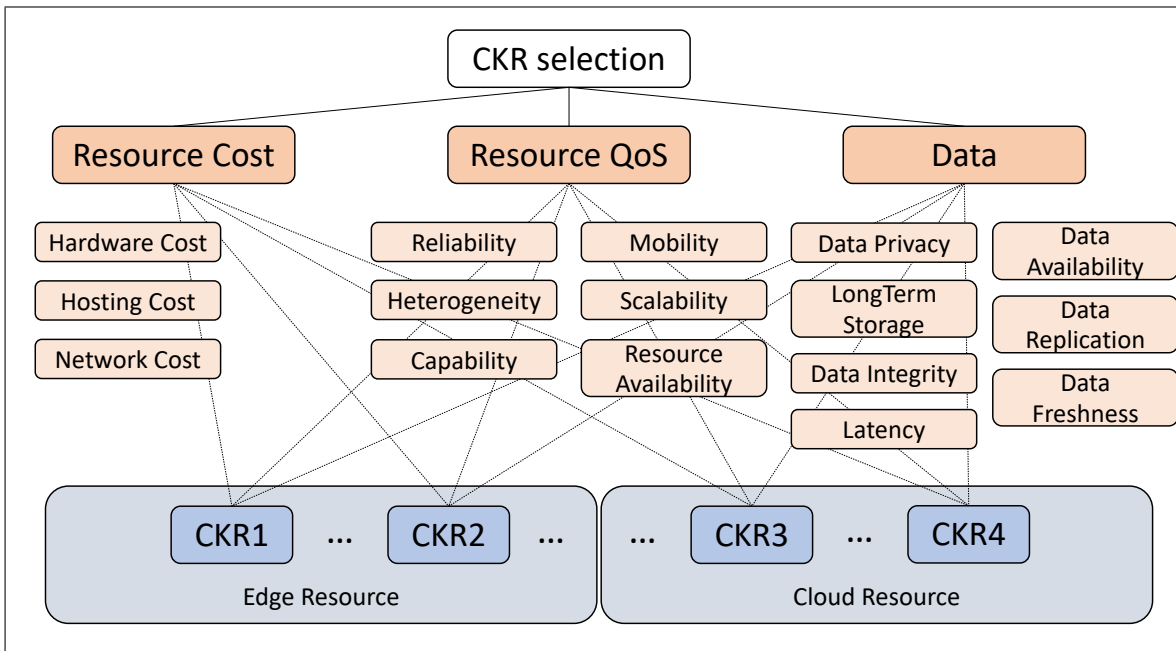 CKR selection
Resource Cost
Resource QoS
Data
Hardware Cost
Hosting Cost
Network Cost
Reliability
Heterogeneity
Capability
Mobility
Scalability
Resource
Availability
Data Privacy
LongTerm
Storage
Data Integrity
Latency
Data
Availability
Data
Replication
Data
Freshness
CKR1
...
CKR2
...
Edge Resource
...
CKR3
...
CKR4
Cloud Resource